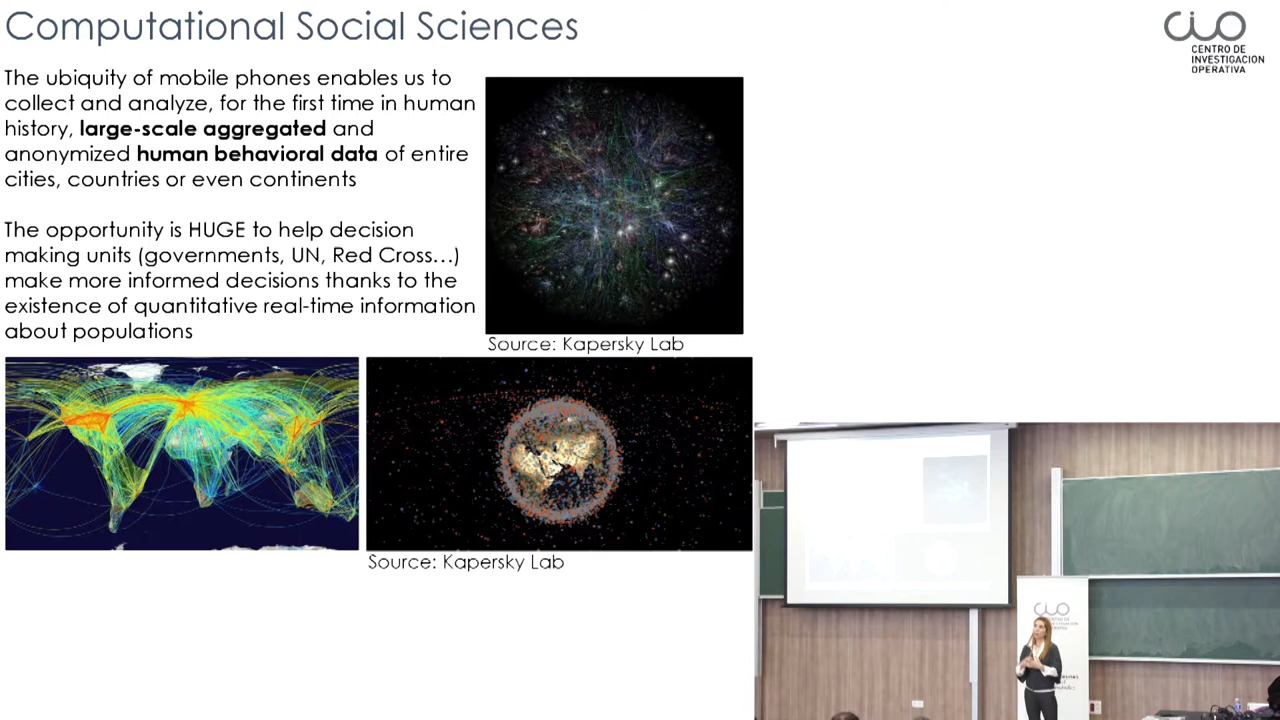 Computational Social Sciences
CIO
CENTRO DE
INVESTIGACION
OPERATIVA
The ubiquity of mobile phones enables us to
collect and analyze, for the first time in human
history, large-scale aggregated and
anonymized human behavioral data of entire
cities, countries or even continents
The opportunity is HUGE to help decision
making units (governments, UN, Red Cross...)
make more informed decisions thanks to the
existence of quantitative real-time information
about populations
Source: Kapersky Lab
Source: Kapersky Lab
CIO